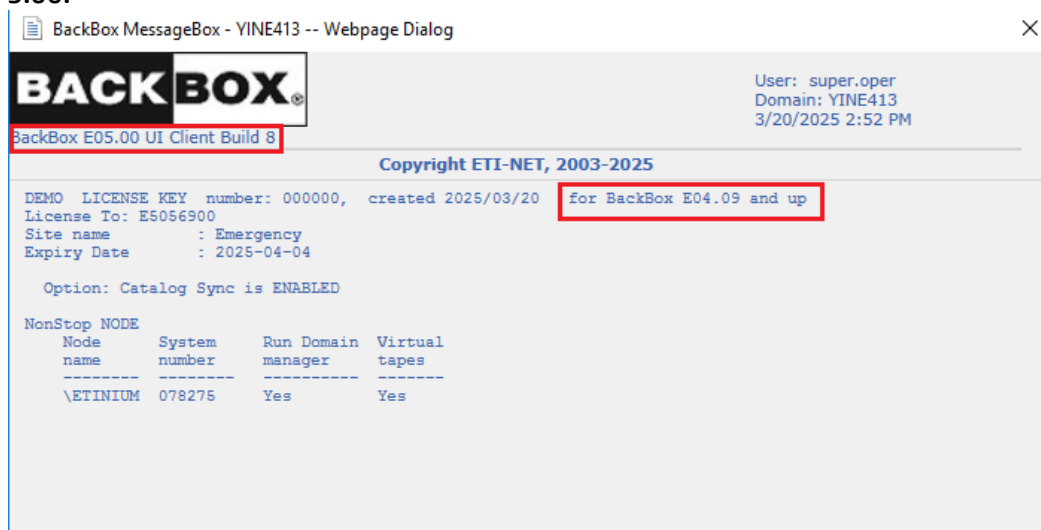 BackBox MessageBox - YINE413 -- Webpage Dialog
BACKBOX®
User: super.oper
Domain: YINE413
3/20/2025 2:52 PM
BackBox E05.00 UI Client Build 8
Copyright ETI-NET, 2003-2025
DEMO LICENSE KEY number: 000000, created 2025/03/20 for BackBox E04.09 and up
License To: E5056900
Site name : Emergency
Expiry Date : 2025-04-04
Option: Catalog Sync is ENABLED
NonStop NODE
Node System Run Domain Virtual
name number manager tapes
-------- -------- ---------- -------
\ETINIUM 078275 Yes Yes